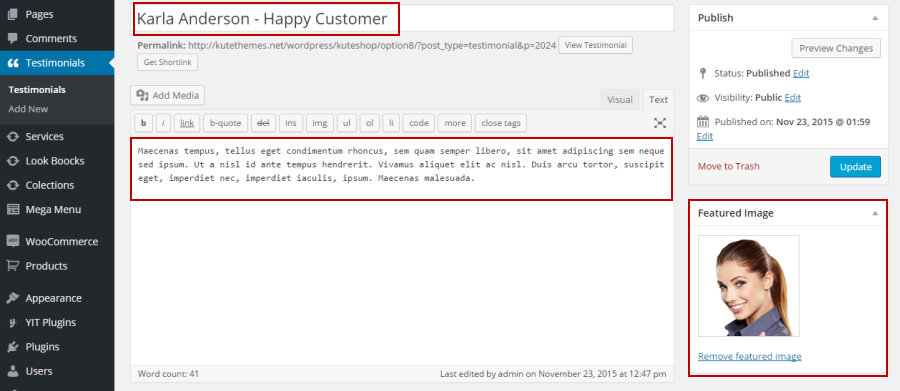 Pages
Comments
Testimonials
Testimonials
Add New
Services
Look Boocks
Colections
Mega Menu
WooCommerce
Products
Appearance
YIT Plugins
Plugins
Users
Karla Anderson - Happy Customer
Permalink: http://kutethemes.net/wordpress/kuteshop/option8/?post_type=testimonial&p=2024 View Testimonial
Get Shortlink
Add Media
Visual Text
b i link b-quote del ins img ul ol li code more close tags
Maecenas tempus, tellus eget condimentum rhoncus, sem quam semper libero, sit amet adipiscing sem neque
sed ipsum. Ut a nisl id ante tempus hendrerit. Vivamus aliquet elit ac nisl. Duis arcu tortor, suscipit
eget, imperdiet nec, imperdiet iaculis, ipsum. Maecenas malesuada.
Word count: 41 Last edited by admin on November 23, 2015 at 12:47 pm
Publish
Preview Changes
Status: Published Edit
Visibility: Public Edit
Published on: Nov 23, 2015 @ 01:59
Edit
Move to Trash Update
Featured Image
Remove featured image